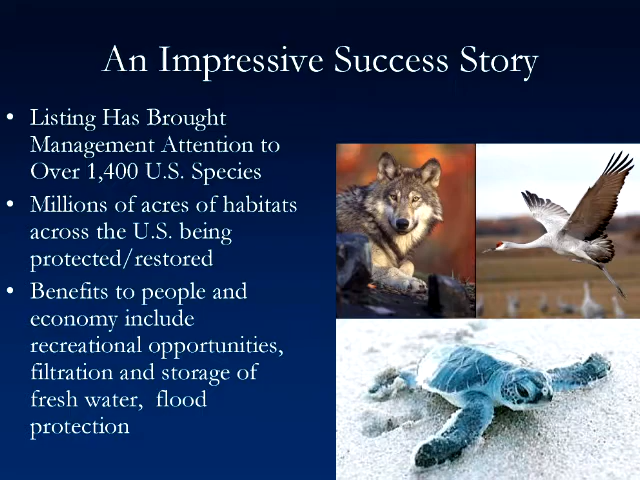 An Impressive Success Story
• Listing Has Brought
Management Attention to
Over 1,400 U.S. Species
• Millions of acres of habitats
across the U.S. being
protected/restored
• Benefits to people and
economy include
recreational opportunities,
filtration and storage of
fresh water, flood
protection